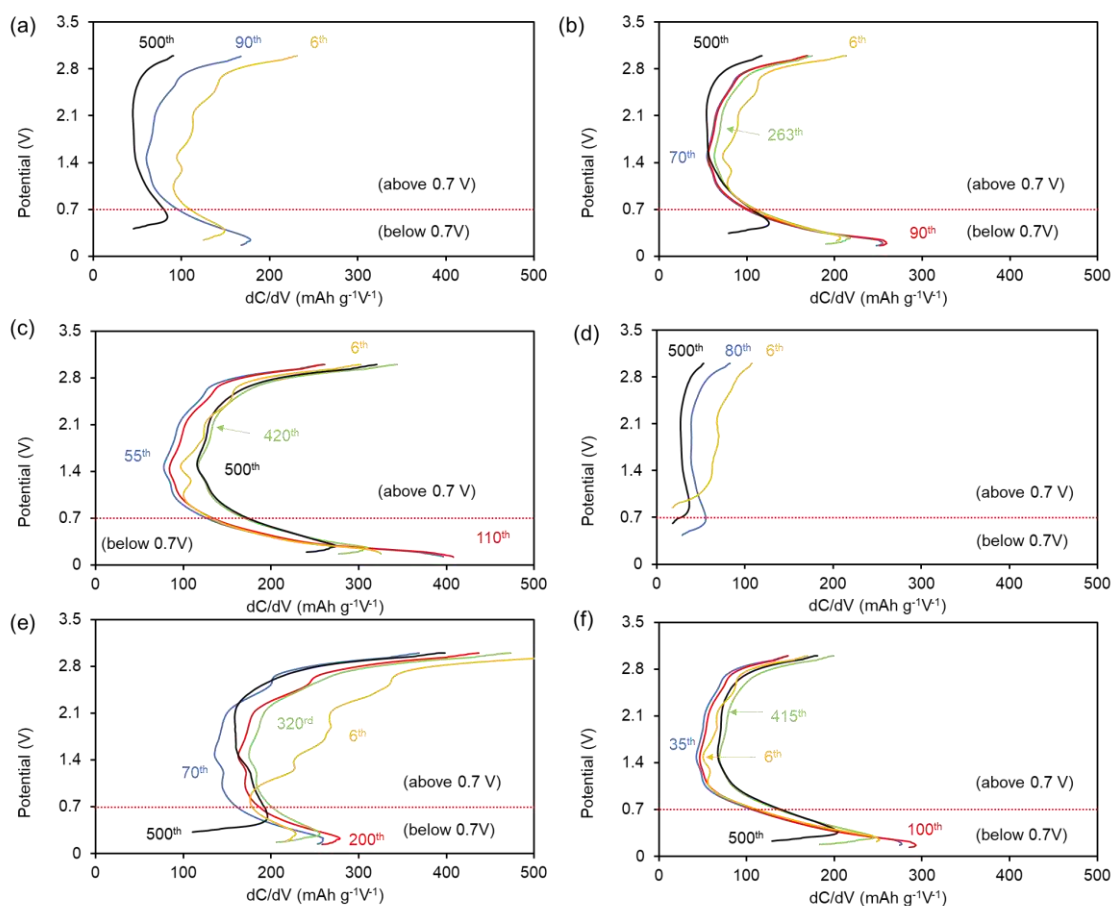 (a)
3.5
2.8
2.1
1.4
0.7
0
Potential (V)
500th
90th
6th
(above 0.7 V)
(below 0.7V)
0
100
200
300
400
500
dC/dV (mAh g-1V-1)
(b)
3.5
2.8
2.1
1.4
0.7
0
Potential (V)
500th
6th
263th
70th
(above 0.7 V)
(below 0.7V)
90th
0
100
200
300
400
500
dC/dV (mAh g-1V-1)
(c)
3.5
2.8
2.1
1.4
0.7
0
Potential (V)
6th
420th
55th
500th
(above 0.7 V)
(below 0.7V)
110th
0
100
200
300
400
500
dC/dV (mAh g-1V-1)
(d)
3.5
2.8
2.1
1.4
0.7
0
Potential (V)
500th
80th
6th
(above 0.7 V)
(below 0.7V)
0
100
200
300
400
500
dC/dV (mAh g-1V-1)
(e)
3.5
2.8
2.1
1.4
0.7
0
Potential (V)
320rd
6th
70th
(above 0.7 V)
500th
200th
(below 0.7V)
0
100
200
300
400
500
dC/dV (mAh g-1V-1)
(f)
3.5
2.8
2.1
1.4
0.7
0
Potential (V)
415th
35th
6th
(above 0.7 V)
500th
100th
(below 0.7V)
0
100
200
300
400
500
dC/dV (mAh g-1V-1)